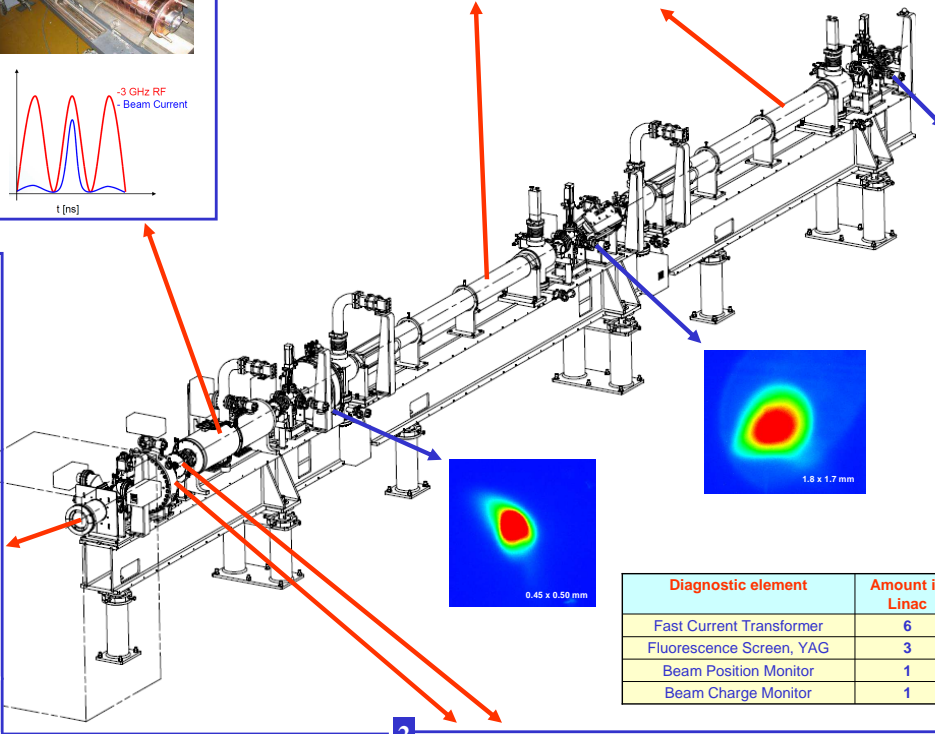 -3 GHz RF
- Beam Current
t [ns]
1.8 x 1.7 mm
0.45 x 0.50 mm
Diagnostic element
Amount
Linac
Fast Current Transformer 6
Fluorescence Screen, YAG 3
Beam Position Monitor 1
Beam Charge Monitor 1
2